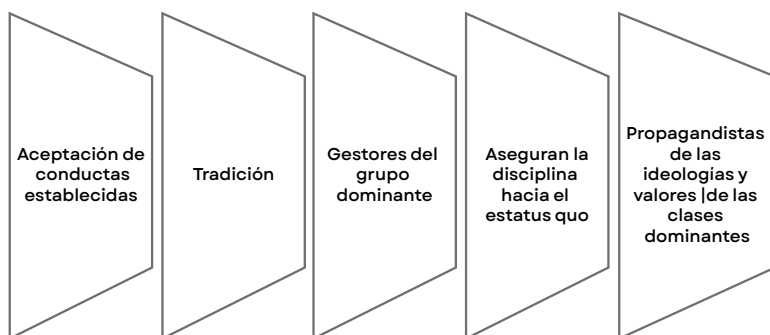 Aceptación de
conductas
establecidas
Tradición
Gestores del
grupo
dominante
Aseguran la
disciplina
hacia el
estatus quo
Propagandistas
de las
ideologías y
valores |de las
clases
dominantes